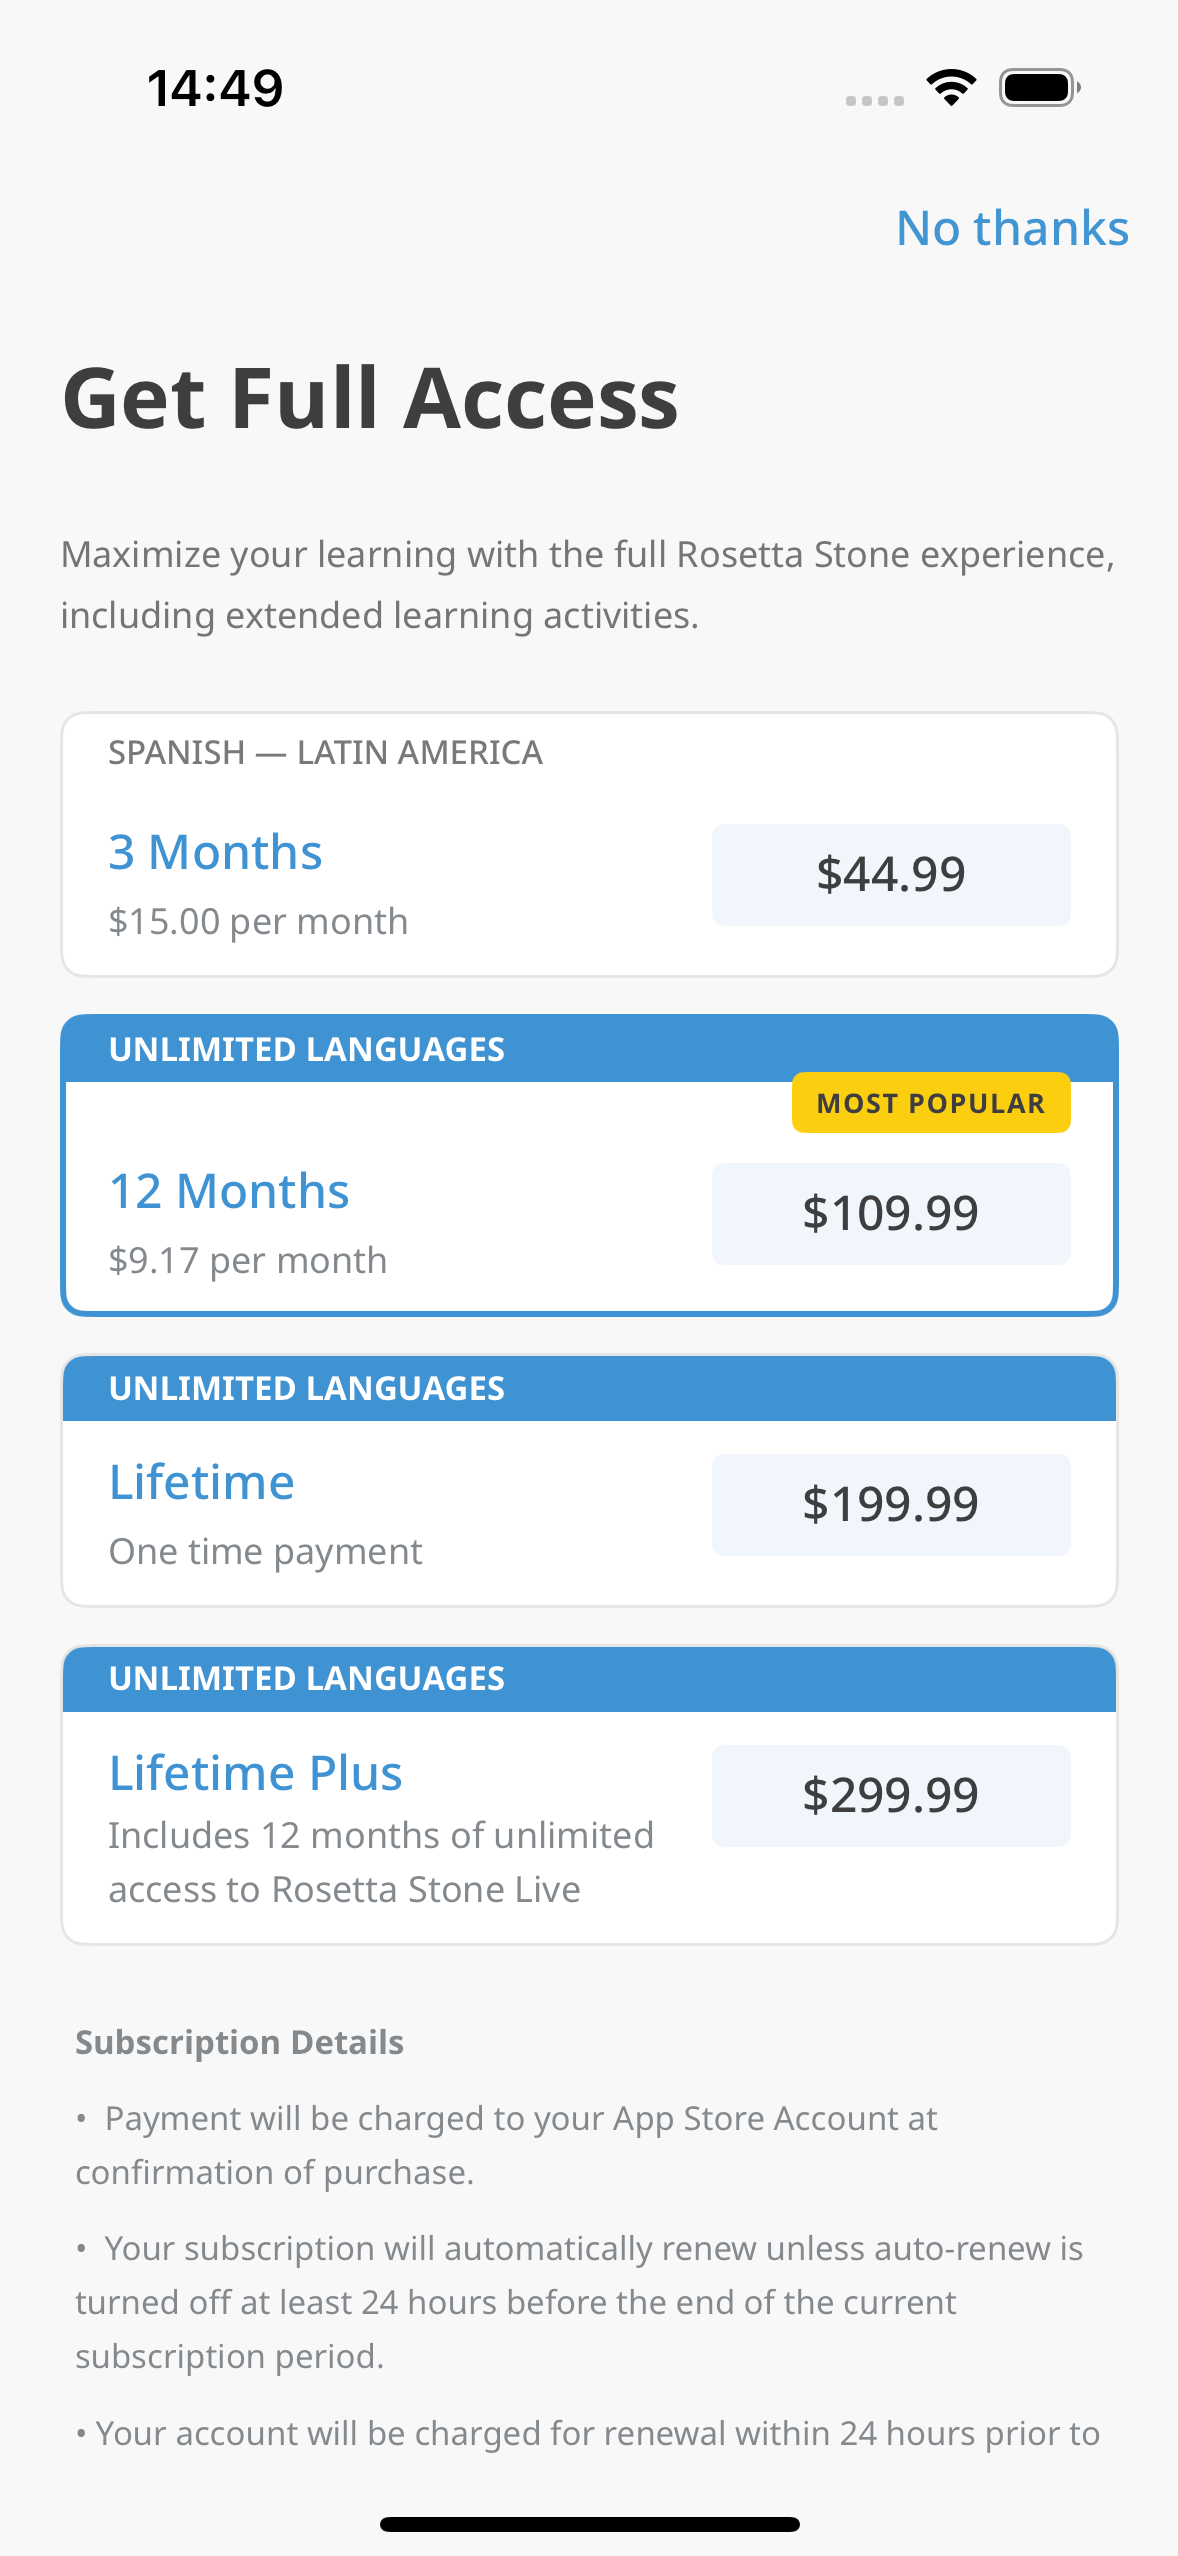 14:49
No thanks
Get Full Access
Maximize your learning with the full Rosetta Stone experience,
including extended learning activities.
SPANISH — LATIN AMERICA
3 Months
$15.00 per month
$44.99
UNLIMITED LANGUAGES
MOST POPULAR
12 Months
$9.17 per month
$109.99
UNLIMITED LANGUAGES
Lifetime
One time payment
$199.99
UNLIMITED LANGUAGES
Lifetime Plus
Includes 12 months of unlimited
access to Rosetta Stone Live
$299.99
Subscription Details
• Payment will be charged to your App Store Account at
confirmation of purchase.
• Your subscription will automatically renew unless auto-renew is
turned off at least 24 hours before the end of the current
subscription period.
• Your account will be charged for renewal within 24 hours prior to